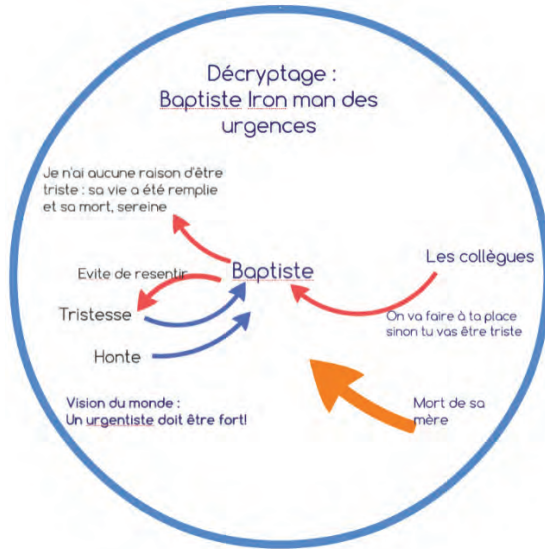 Décryptage :
Baptiste Iron man des
urgences
Je n'ai aucune raison d'être
triste : sa vie a été remplie
et sa mort, sereine
Evite de resentir
Baptiste
Les collègues
Tristesse
On va faire à ta place
sinon tu vas être triste
Honte
Vision du monde :
Un urgentiste doit être fort!
Mort de sa
mère